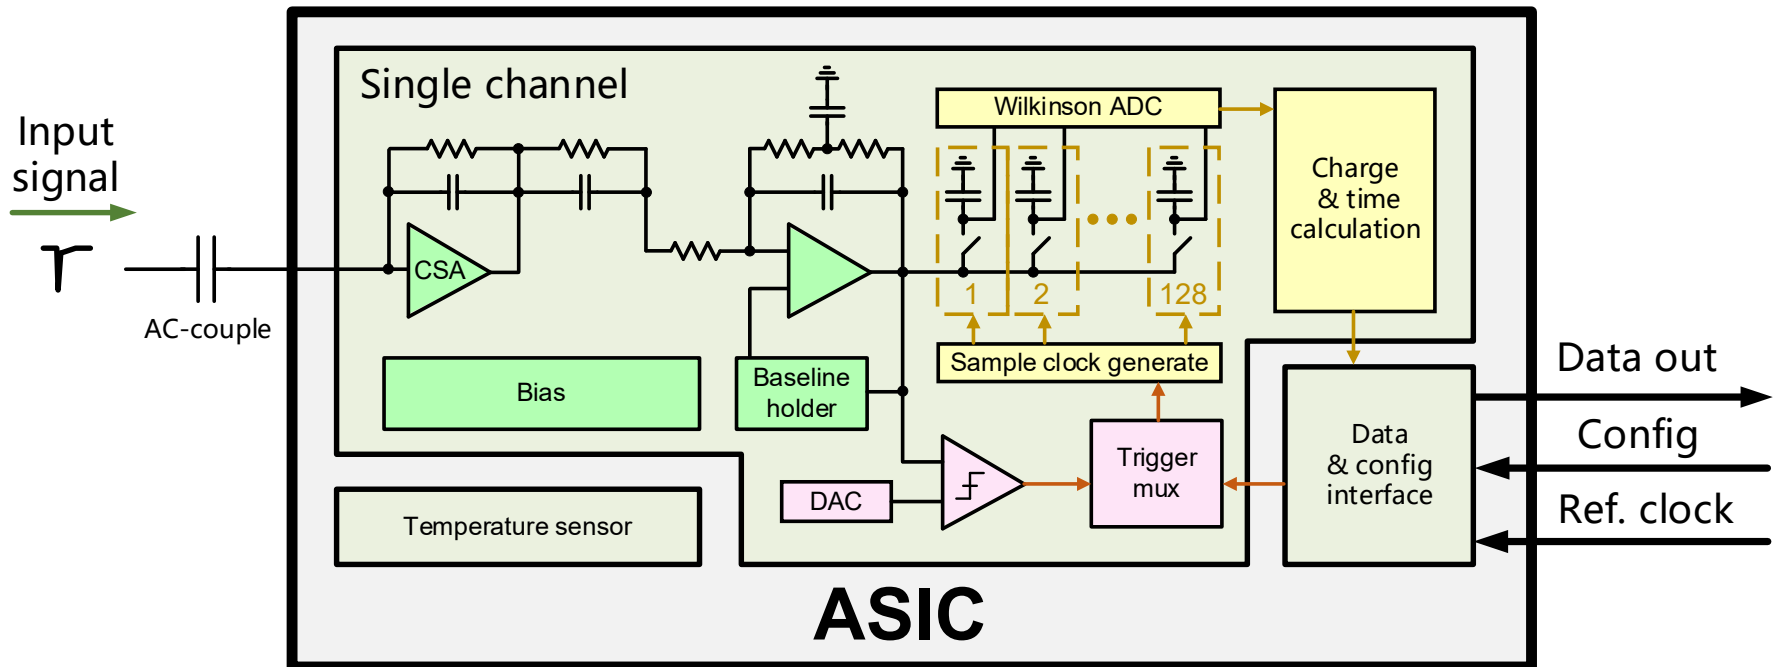 Single channel
Input
signal
AC-couple
CSA
Wilkinson ADC
1
2
128
Charge
& time
calculation
Sample clock generate
Bias
Baseline
holder
DAC
Trigger
mux
Data
& config
interface
Data out
Config
Ref. clock
Temperature sensor
ASIC